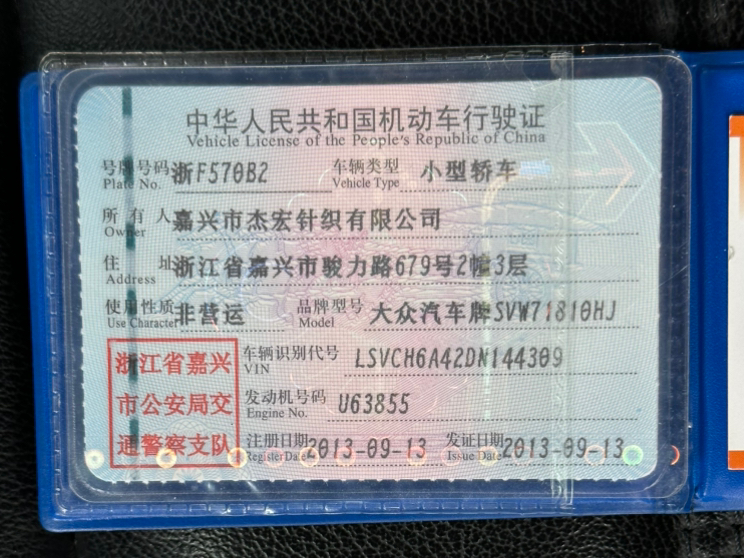 中华人民共和国机动车行驶证
Vehicle License of the People's Republic of China
号牌号码 浙F570B2 车辆类型 小型轿车
Plate No. Vehicle Type
所有人 嘉兴市杰宏针织有限公司
Owner
住址 浙江省嘉兴市骏力路679号2幢3层
Address
使用性质 非营运 品牌型号 大众汽车牌SVW71810HJ
Use Character Model
浙江省嘉兴
市公安局交
通警察支队
车辆识别代号 LSVCH6A42DN144309
VIN
发动机号码 U63855
Engine No.
注册日期 2013-09-13 发证日期 2013-09-13
Register Date Issue Date